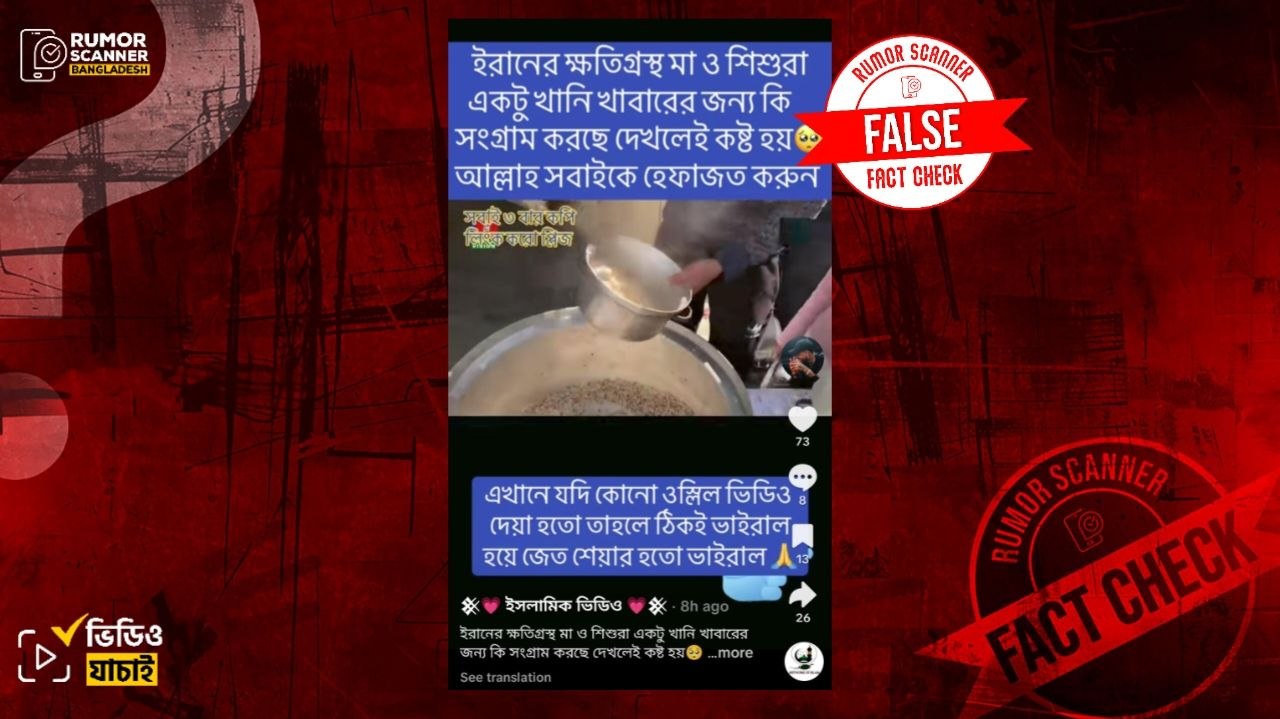 RUMOR
SCANNER
BANGLADESH
ইরানের ক্ষতিগ্রস্থ মা ও শিশুরা
একটু খানি খাবারের জন্য কি
সংগ্রাম করছে দেখলেই কষ্ট হয়🥺
আল্লাহ সবাইকে হেফাজত করুন
RUMOR SCANNER
FALSE
FACT CHECK
সবাই ৩ বার কপি
লিংক করো প্লিজ
73
এখানে যদি কোনো ওস্লিল ভিডিও
দেয়া হতো তাহলে ঠিকই ভাইরাল
হয়ে জেত শেয়ার হতো ভাইরাল 🙏
8
13
26
💗 ইসলামিক ভিডিও 💗 · 8h ago
ইরানের ক্ষতিগ্রস্থ মা ও শিশুরা একটু খানি খাবারের
জন্য কি সংগ্রাম করছে দেখলেই কষ্ট হয়🥺 ...more
See translation
ভিডিও
যাচাই
RUMOR SCANNER
FACT CHECK